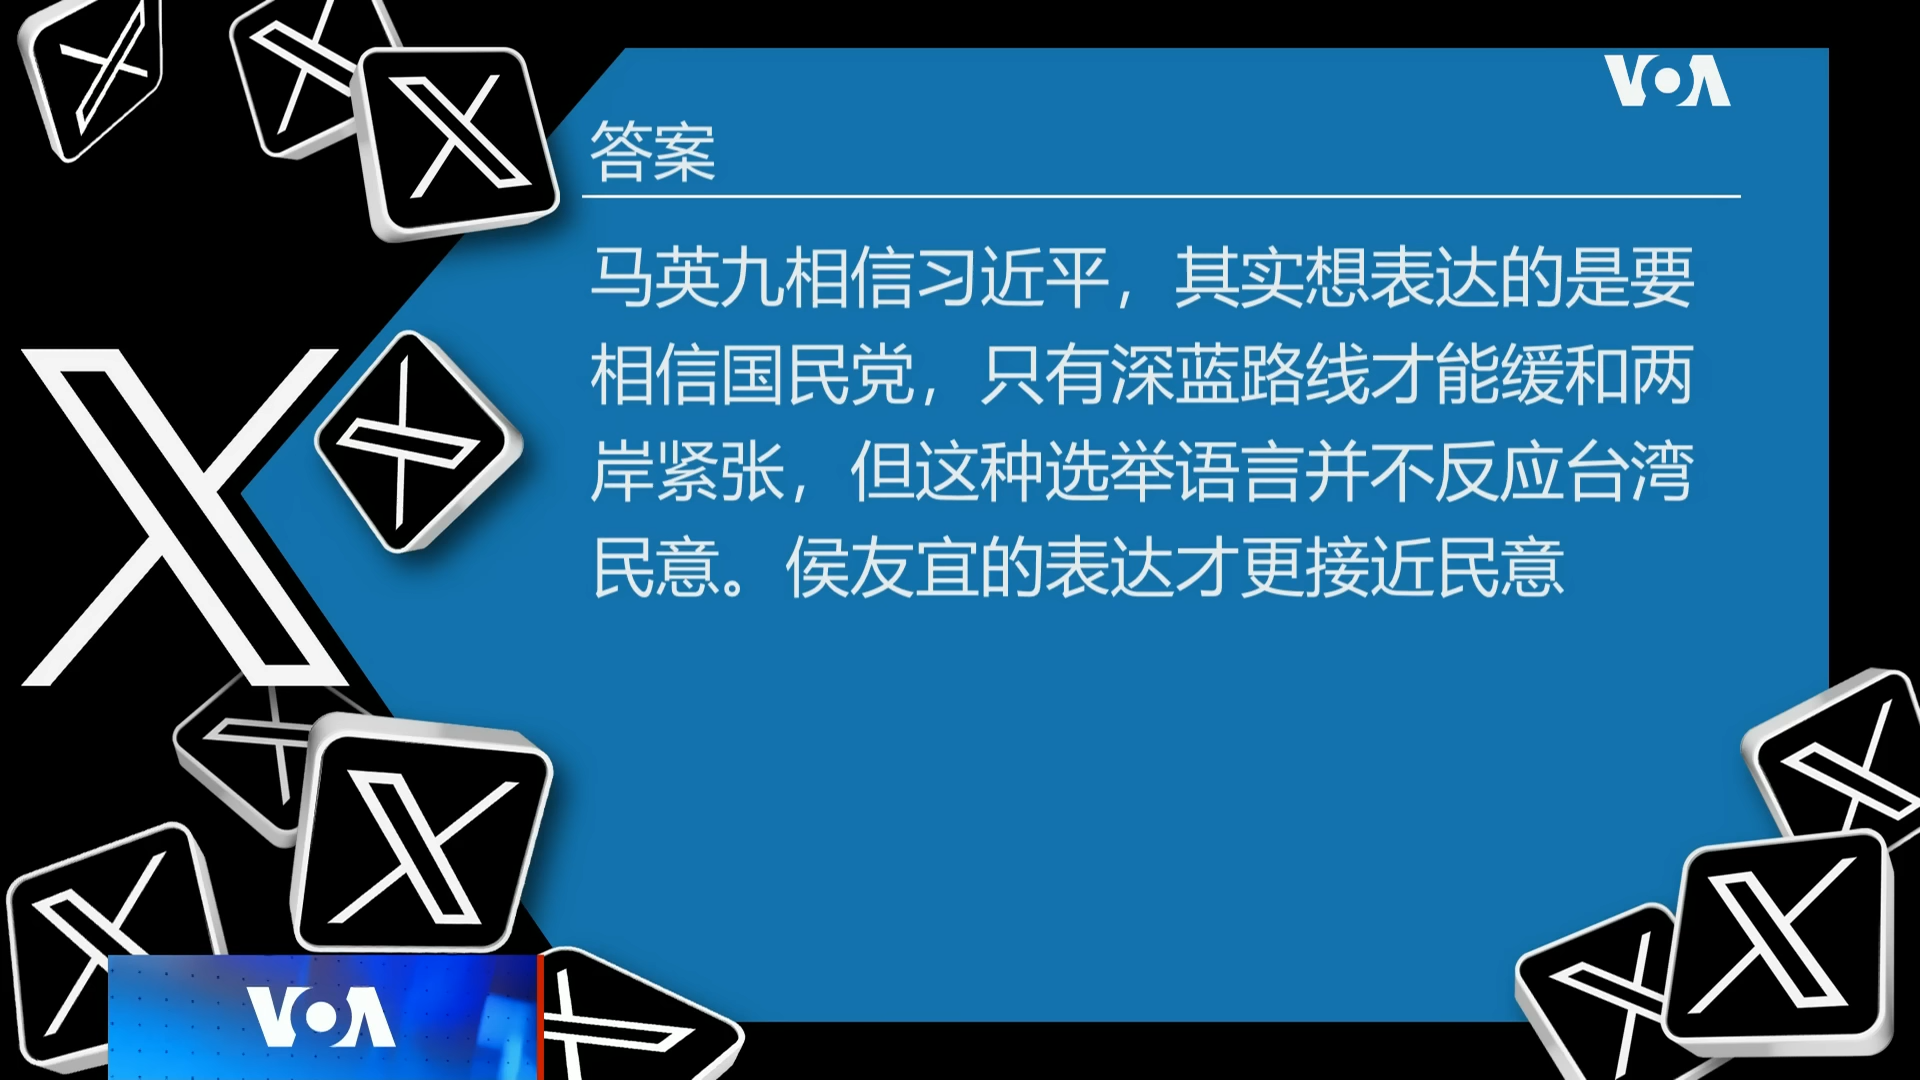 VOA
答案
马英九相信习近平，其实想表达的是要
相信国民党，只有深蓝路线才能缓和两
岸紧张，但这种选举语言并不反应台湾
民意。侯友宜的表达才更接近民意
VOA